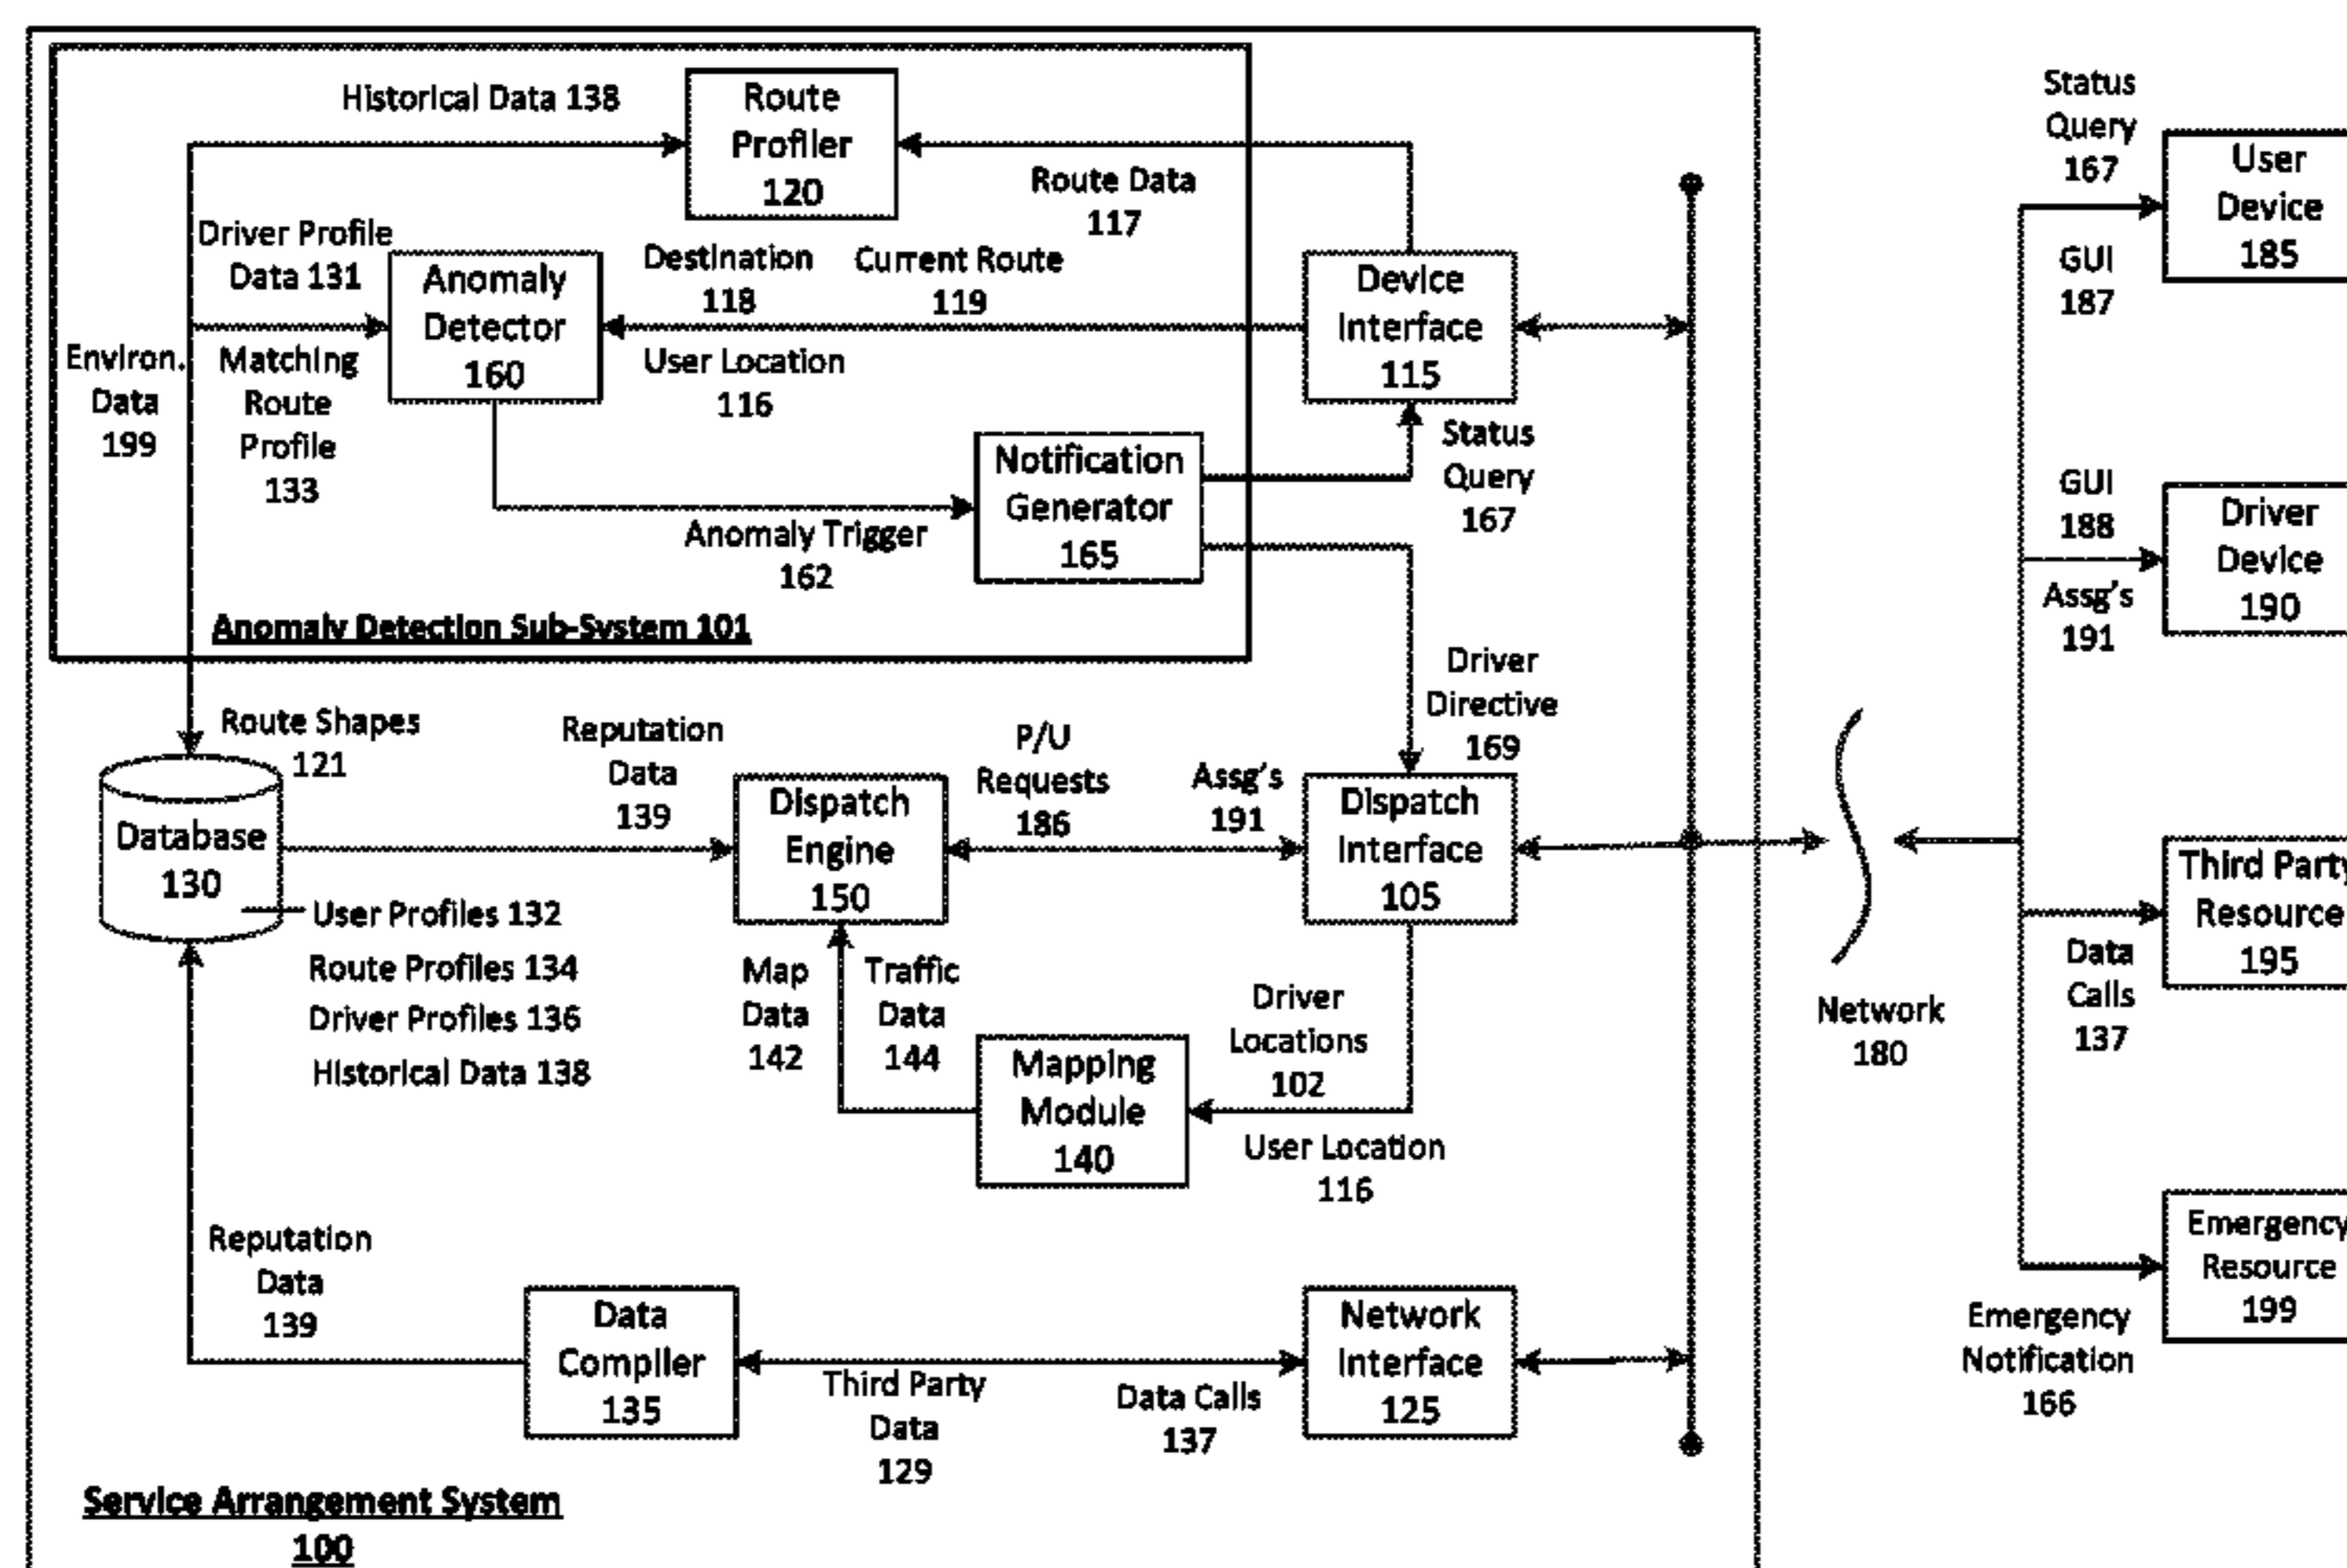 Historical Data 138
Route
Profiler
120
Route Data
117
Driver Profile
Data 131
Anomaly
Detector
160
Destination
118
Current Route
119
User Location
116
Device
Interface
115
Environ.
Data
199
Matching
Route
Profile
133
Notification
Generator
165
Status
Query
167
Anomaly Trigger
162
Anomaly Detection Sub-System 101
Driver
Directive
169
Route Shapes
121
Database
130
Reputation
Data
139
Dispatch
Engine
150
P/U
Requests
186
Assg's
191
Dispatch
Interface
105
User Profiles 132
Route Profiles 134
Driver Profiles 136
Historical Data 138
Map
Data
142
Traffic
Data
144
Mapping
Module
140
Driver
Locations
102
User Location
116
Reputation
Data
139
Data
Compiler
135
Third Party
Data
129
Data Calls
137
Network
Interface
125
Service Arrangement System
100
Network
180
Status
Query
167
User
Device
185
GUI
187
GUI
188
Driver
Device
190
Assg's
191
Third Party
Resource
195
Data
Calls
137
Emergency
Resource
199
Emergency
Notification
166